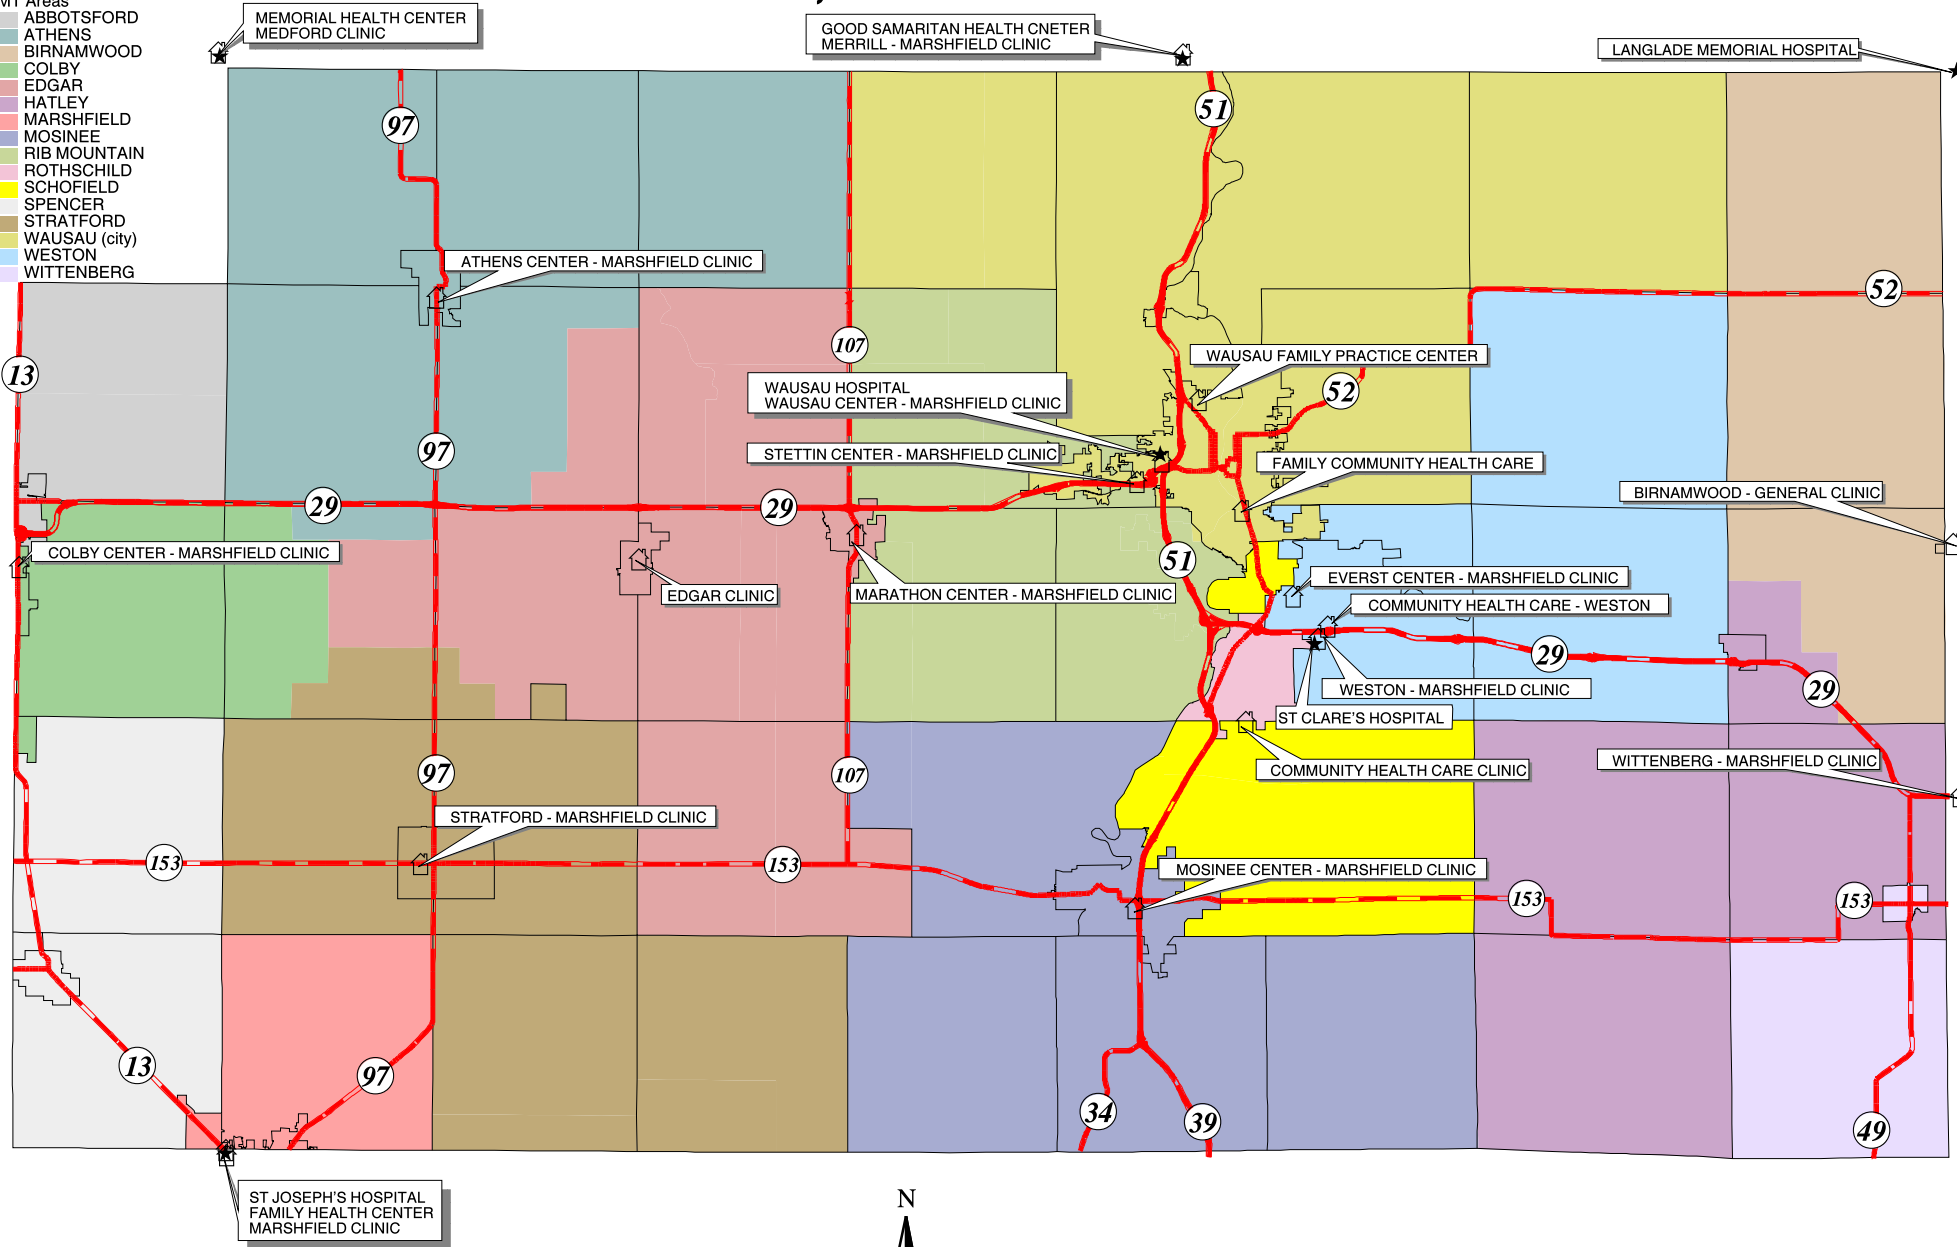 Areas
ABBOTSFORD
ATHENS
BIRNAMWOOD
COLBY
EDGAR
HATLEY
MARSHFIELD
MOSINEE
RIB MOUNTAIN
ROTHSCHILD
SCHOFIELD
SPENCER
STRATFORD
WAUSAU (city)
WESTON
WITTENBERG
MEMORIAL HEALTH CENTER
MEDFORD CLINIC
GOOD SAMARITAN HEALTH CNETER
MERRILL - MARSHFIELD CLINIC
LANGLADE MEMORIAL HOSPITAL
97
51
ATHENS CENTER - MARSHFIELD CLINIC
52
107
13
WAUSAU FAMILY PRACTICE CENTER
WAUSAU HOSPITAL
WAUSAU CENTER - MARSHFIELD CLINIC
52
97
STETTIN CENTER - MARSHFIELD CLINIC
FAMILY COMMUNITY HEALTH CARE
BIRNAMWOOD - GENERAL CLINIC
29
29
COLBY CENTER - MARSHFIELD CLINIC
51
EDGAR CLINIC
MARATHON CENTER - MARSHFIELD CLINIC
EVERST CENTER - MARSHFIELD CLINIC
COMMUNITY HEALTH CARE - WESTON
29
WESTON - MARSHFIELD CLINIC
29
ST CLARE'S HOSPITAL
WITTENBERG - MARSHFIELD CLINIC
97
107
COMMUNITY HEALTH CARE CLINIC
STRATFORD - MARSHFIELD CLINIC
153
153
MOSINEE CENTER - MARSHFIELD CLINIC
153
153
13
97
34
39
49
ST JOSEPH'S HOSPITAL
FAMILY HEALTH CENTER
MARSHFIELD CLINIC
N